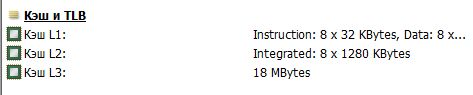 Кэш и TLB
Кэш L1: Instruction: 8 x 32 KBytes, Data: 8 x...
Кэш L2: Integrated: 8 x 1280 KBytes
Кэш L3: 18 MBytes